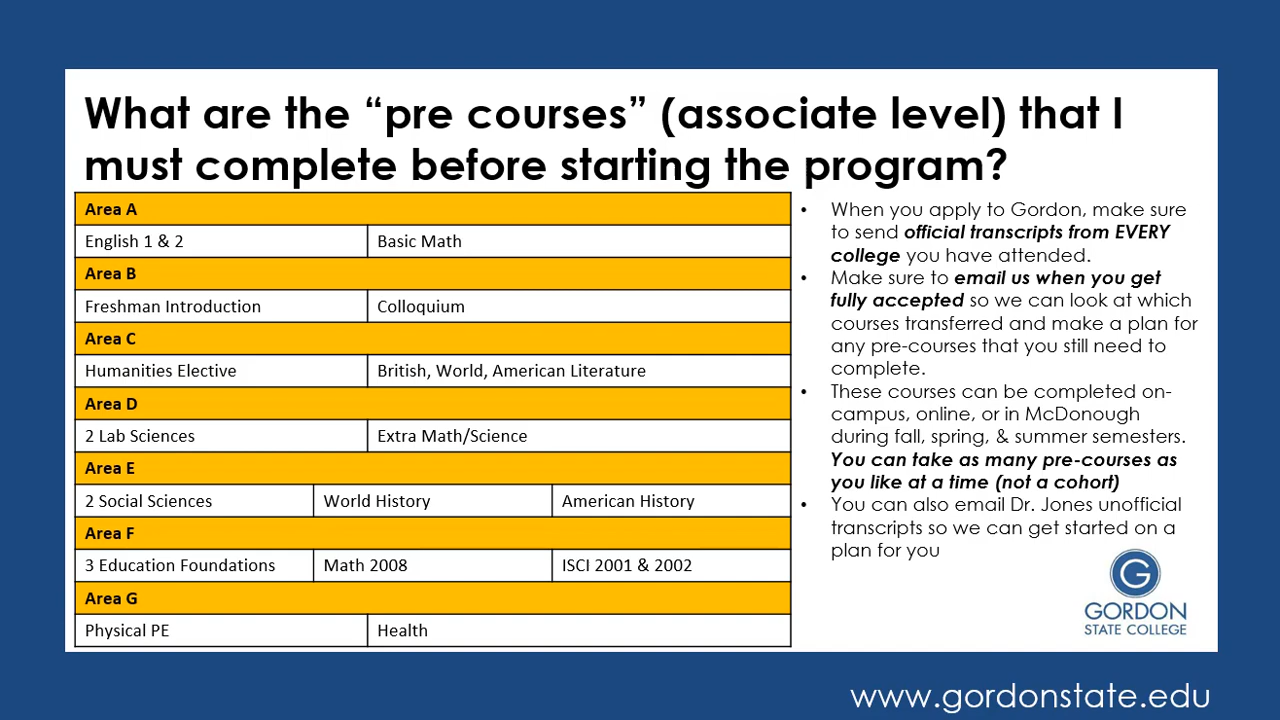 What are the “pre courses” (associate level) that I
must complete before starting the program?
Area A
English 1 & 2 Basic Math
Area B
Freshman Introduction Colloquium
Area C
Humanities Elective British, World, American Literature
Area D
2 Lab Sciences Extra Math/Science
Area E
2 Social Sciences World History American History
Area F
3 Education Foundations Math 2008 ISCI 2001 & 2002
Area G
Physical PE Health
• When you apply to Gordon, make sure
to send official transcripts from EVERY
college you have attended.
• Make sure to email us when you get
fully accepted so we can look at which
courses transferred and make a plan for
any pre-courses that you still need to
complete.
• These courses can be completed on-
campus, online, or in McDonough
during fall, spring, & summer semesters.
You can take as many pre-courses as
you like at a time (not a cohort)
• You can also email Dr. Jones unofficial
transcripts so we can get started on a
plan for you
G
GORDON
STATE COLLEGE
www.gordonstate.edu